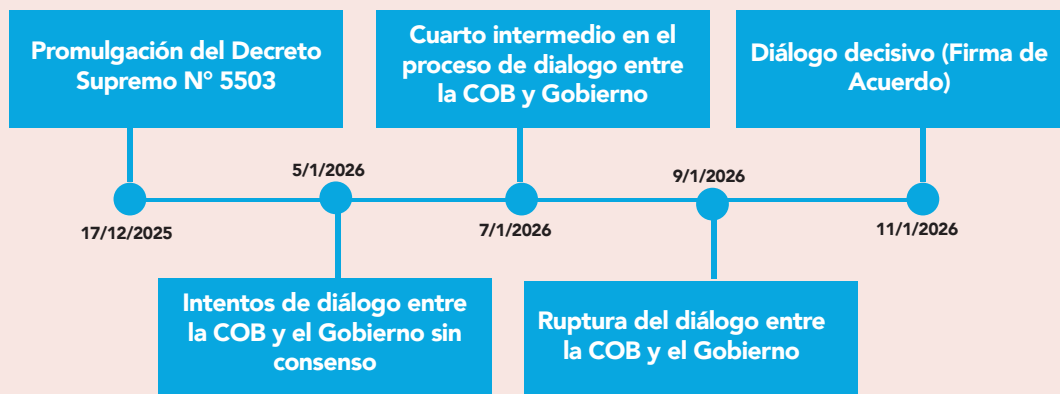 Promulgación del Decreto
Supremo N° 5503
17/12/2025
5/1/2026
Intentos de diálogo entre
la COB y el Gobierno sin
consenso
Cuarto intermedio en el
proceso de dialogo entre
la COB y Gobierno
7/1/2026
9/1/2026
Ruptura del diálogo entre
la COB y el Gobierno
Diálogo decisivo (Firma de
Acuerdo)
11/1/2026